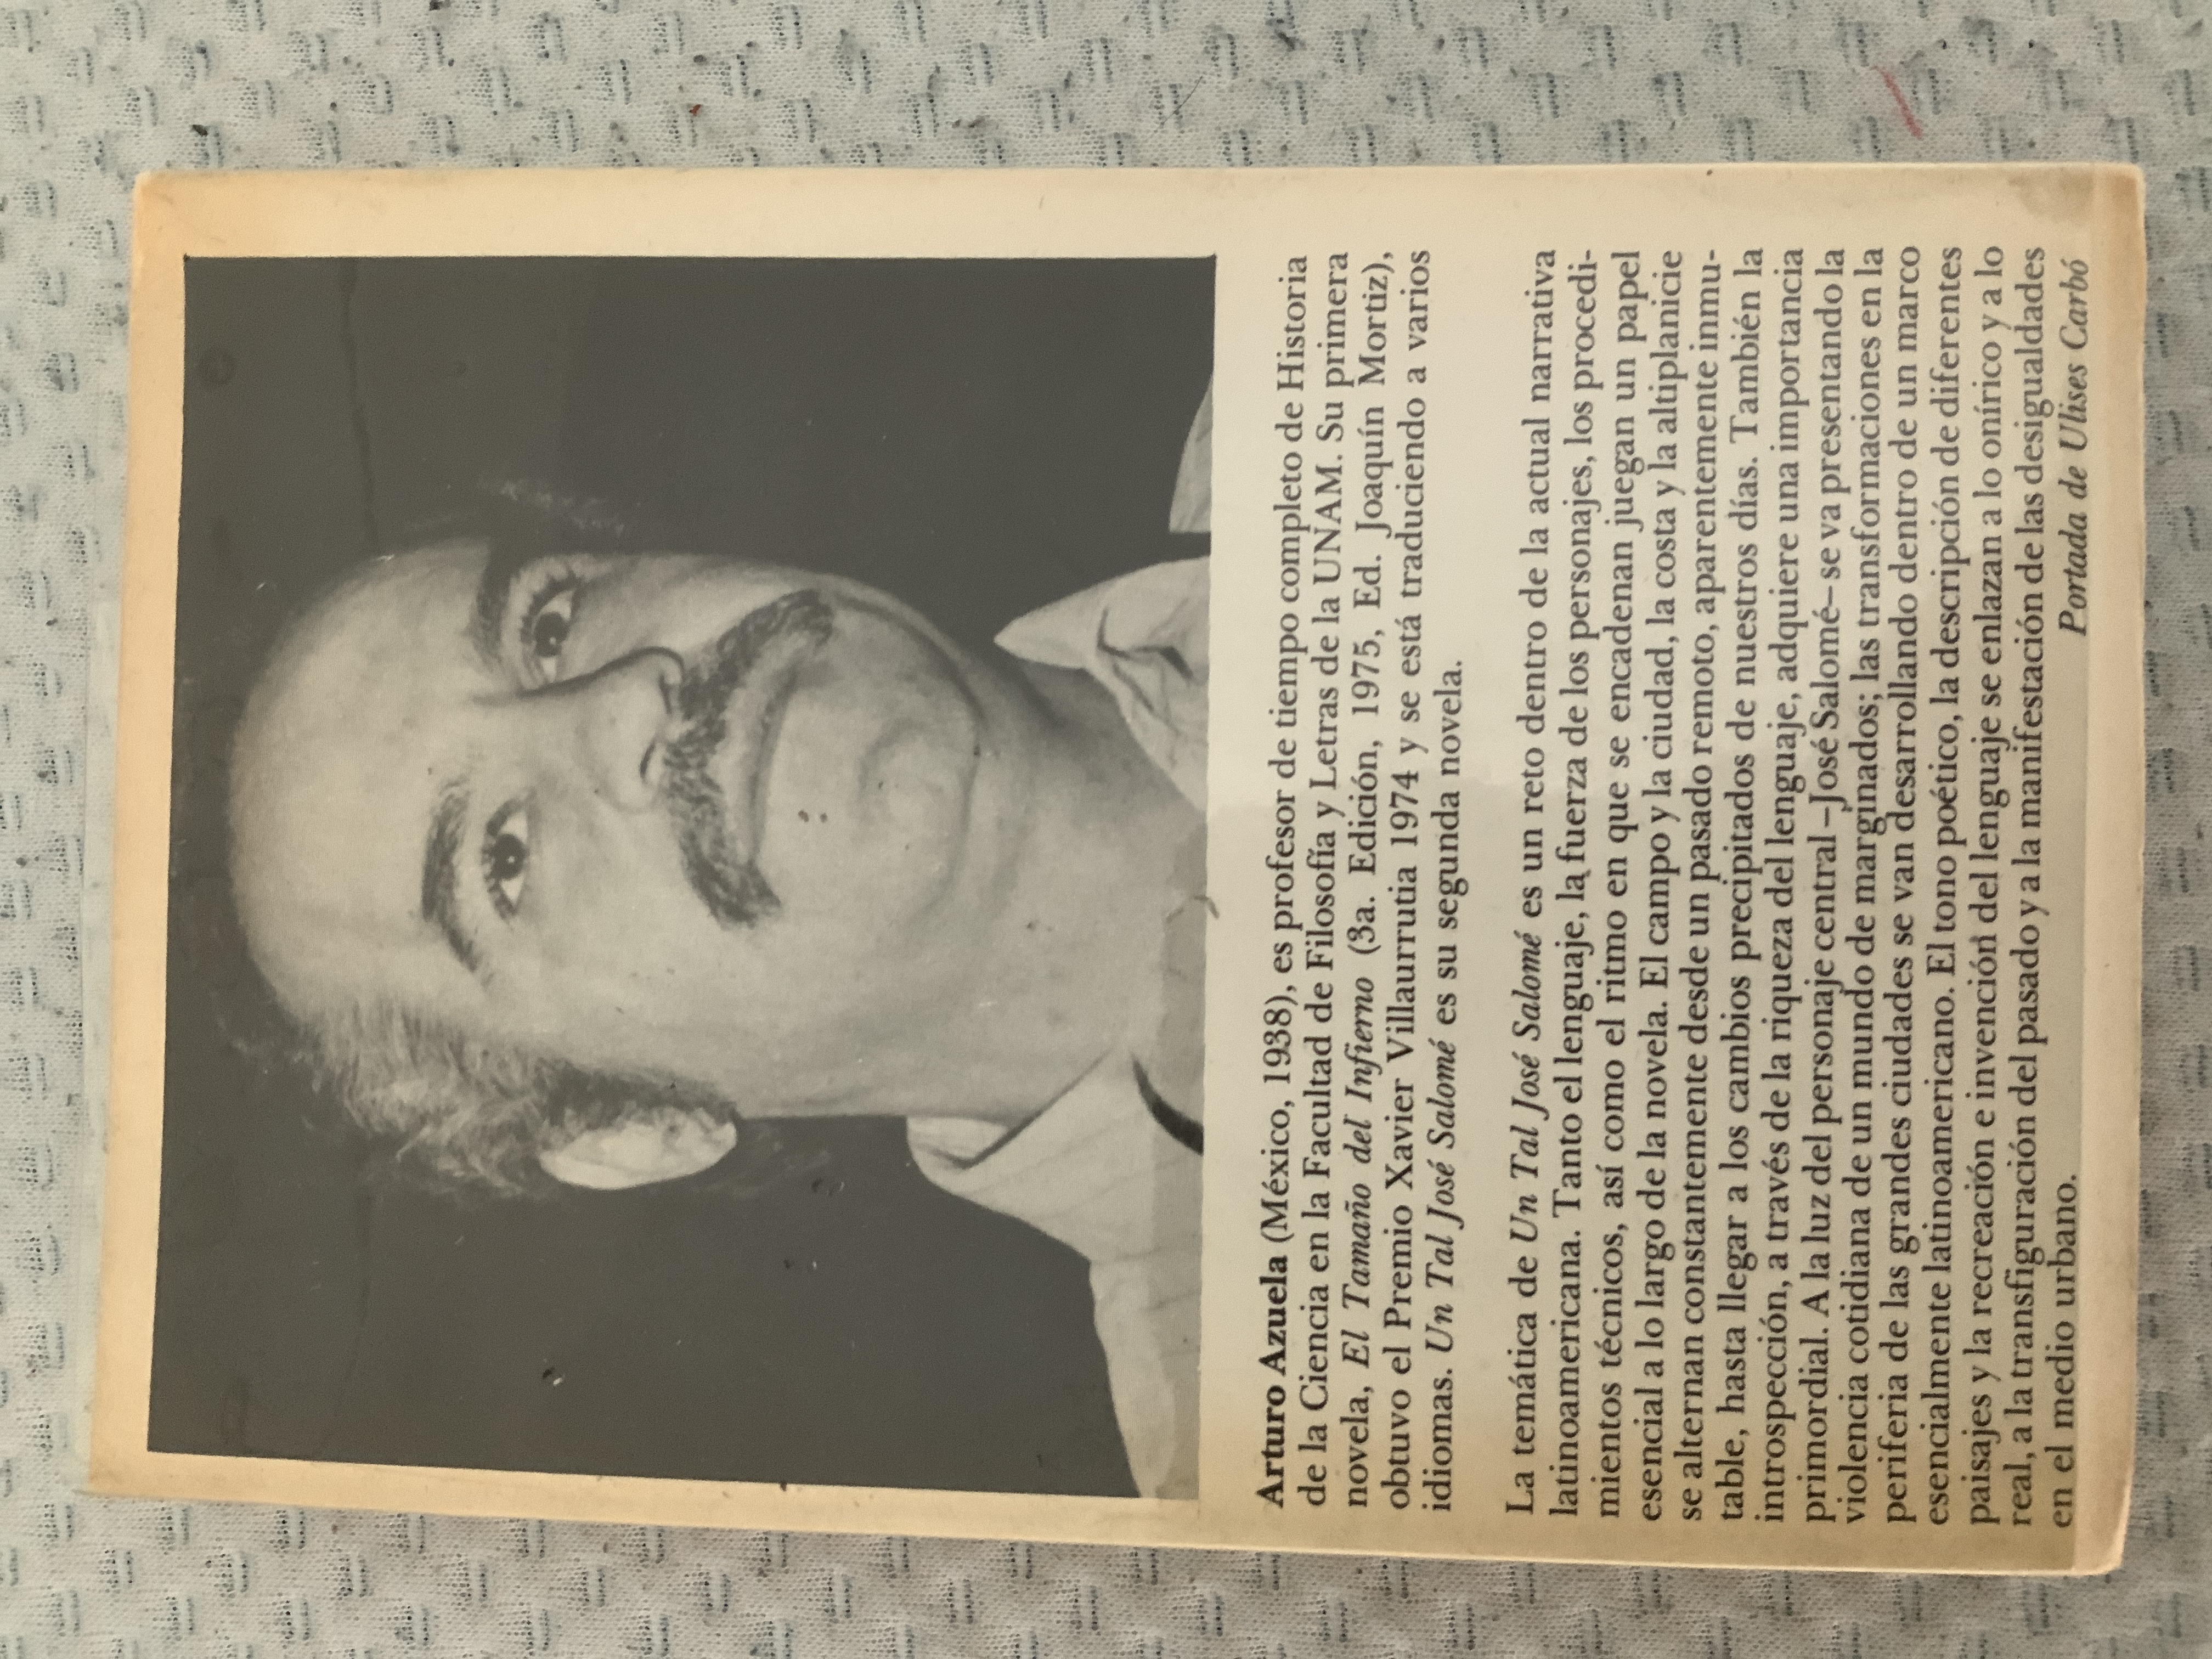 Arturo Azuela (México, 1938), es profesor de tiempo completo de Historia
de la Ciencia en la Facultad de Filosofía y Letras de la UNAM. Su primera
novela, El Tamaño del Infierno (3a. Edición, 1975, Ed. Joaquín Mortiz),
obtuvo el Premio Xavier Villaurrutia 1974 y se está traduciendo a varios
idiomas. Un Tal José Salomé es su segunda novela.
La temática de Un Tal José Salomé es un reto dentro de la actual narrativa
latinoamericana. Tanto el lenguaje, la fuerza de los personajes, los procedi-
mientos técnicos, así como el ritmo en que se encadenan juegan un papel
esencial a lo largo de la novela. El campo y la ciudad, la costa y la altiplanicie
se alternan constantemente desde un pasado remoto, aparentemente inmu-
table, hasta llegar a los cambios precipitados de nuestros días. También la
introspección, a través de la riqueza del lenguaje, adquiere una importancia
primordial. A la luz del personaje central –José Salomé– se va presentando la
violencia cotidiana de un mundo de marginados; las transformaciones en la
periferia de las grandes ciudades se van desarrollando dentro de un marco
esencialmente latinoamericano. El tono poético, la descripción de diferentes
paisajes y la recreación e invención del lenguaje se enlazan a lo onírico y a lo
real, a la transfiguración del pasado y a la manifestación de las desigualdades
en el medio urbano.
Portada de Ulises Carbó